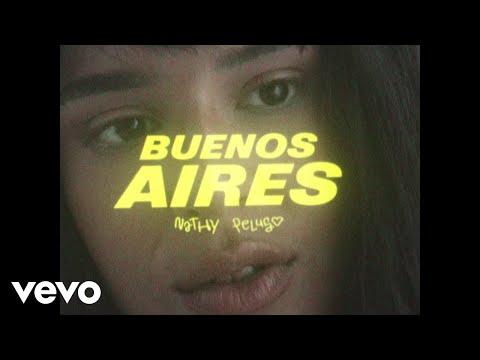 BUENOS
AIRES
NaTHY PeLuso
vevo